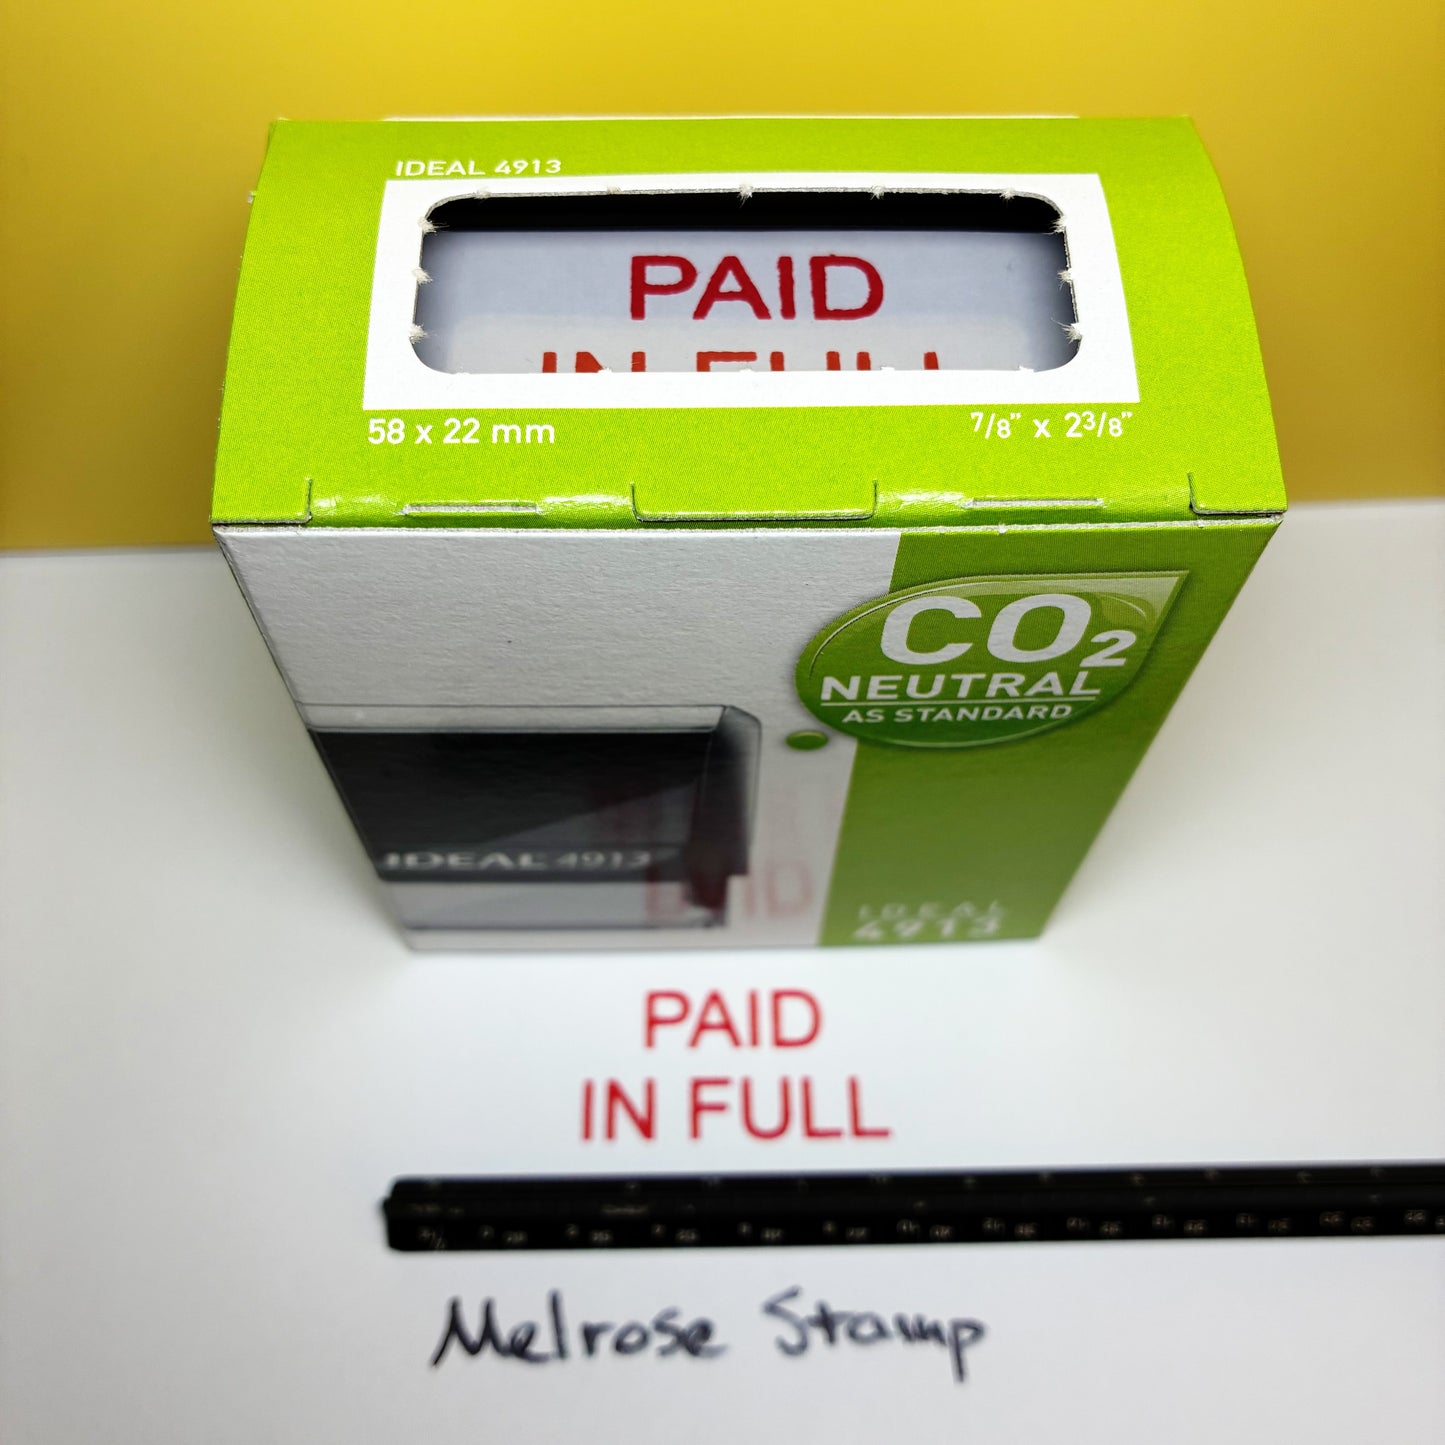 IDEAL 4913
PAID
IN FULL
58 x 22 mm
7/8" x 2 3/8"
CO2
NEUTRAL
AS STANDARD
IDEAL 4913
PAID
IDEAL
4913
PAID
IN FULL
Melrose Stamp